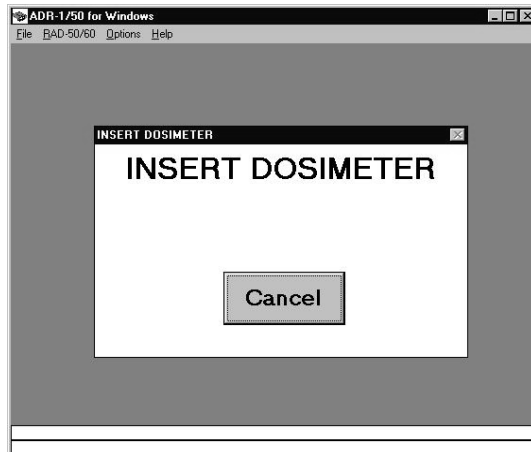 ADR-1/50 for Windows
File RAD-50/60 Options Help
INSERT DOSIMETER
INSERT DOSIMETER
Cancel